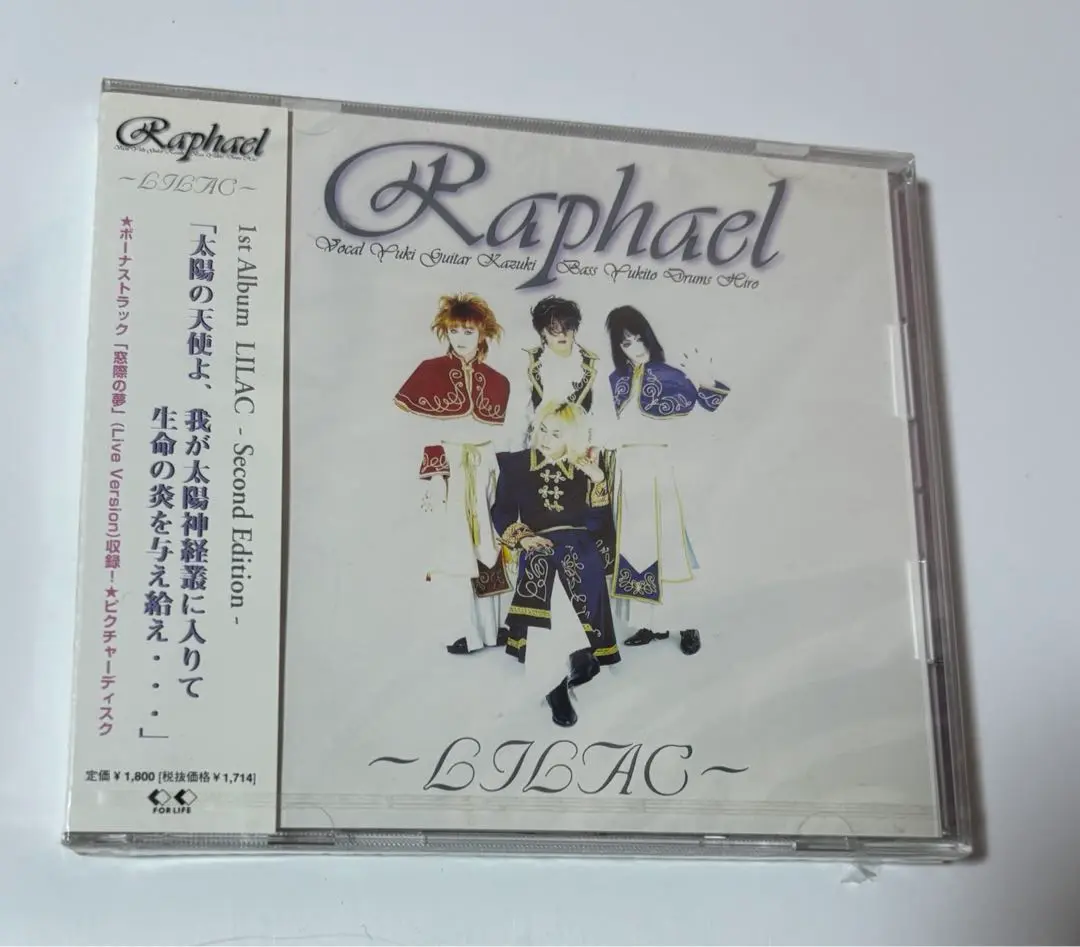 Raphael
~LILAC~
1st Album LILAC - Second Edition -
「太陽の天使よ、我が太陽神経叢に入りて
生命の炎を与え給え・・・」
★ボーナストラック「窓際の夢」(Live Version)収録!★ピクチャーディスク
定価¥1,800 [税抜価格¥1,714]
FOR LIFE
Raphael
Vocal Yuki Guitar Kazuki Bass Yukito Drums Hiro
~LILAC~